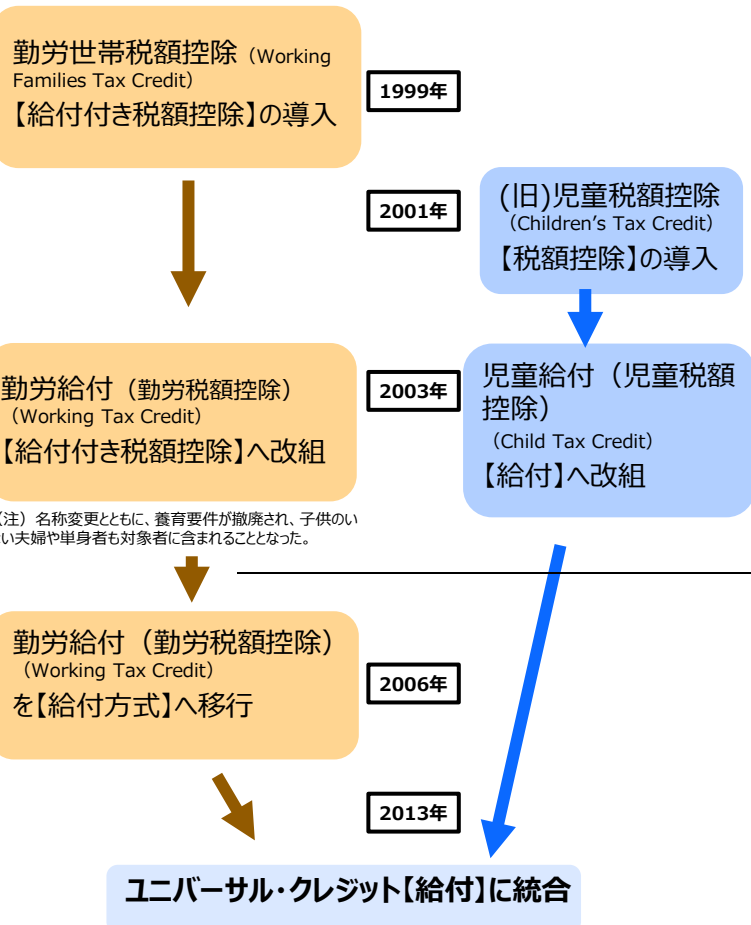 勤労世帯税額控除（Working
Families Tax Credit）
【給付付き税額控除】の導入
1999年
2001年
(旧)児童税額控除
（Children's Tax Credit）
【税額控除】の導入
勤労給付（勤労税額控除）
（Working Tax Credit）
【給付付き税額控除】へ改組
2003年
児童給付（児童税額
控除）
（Child Tax Credit）
【給付】へ改組
（注）名称変更とともに、養育要件が撤廃され、子供のい
い夫婦や単身者も対象者に含まれることとなった。
勤労給付（勤労税額控除）
（Working Tax Credit）
を【給付方式】へ移行
2006年
2013年
ユニバーサル・クレジット【給付】に統合